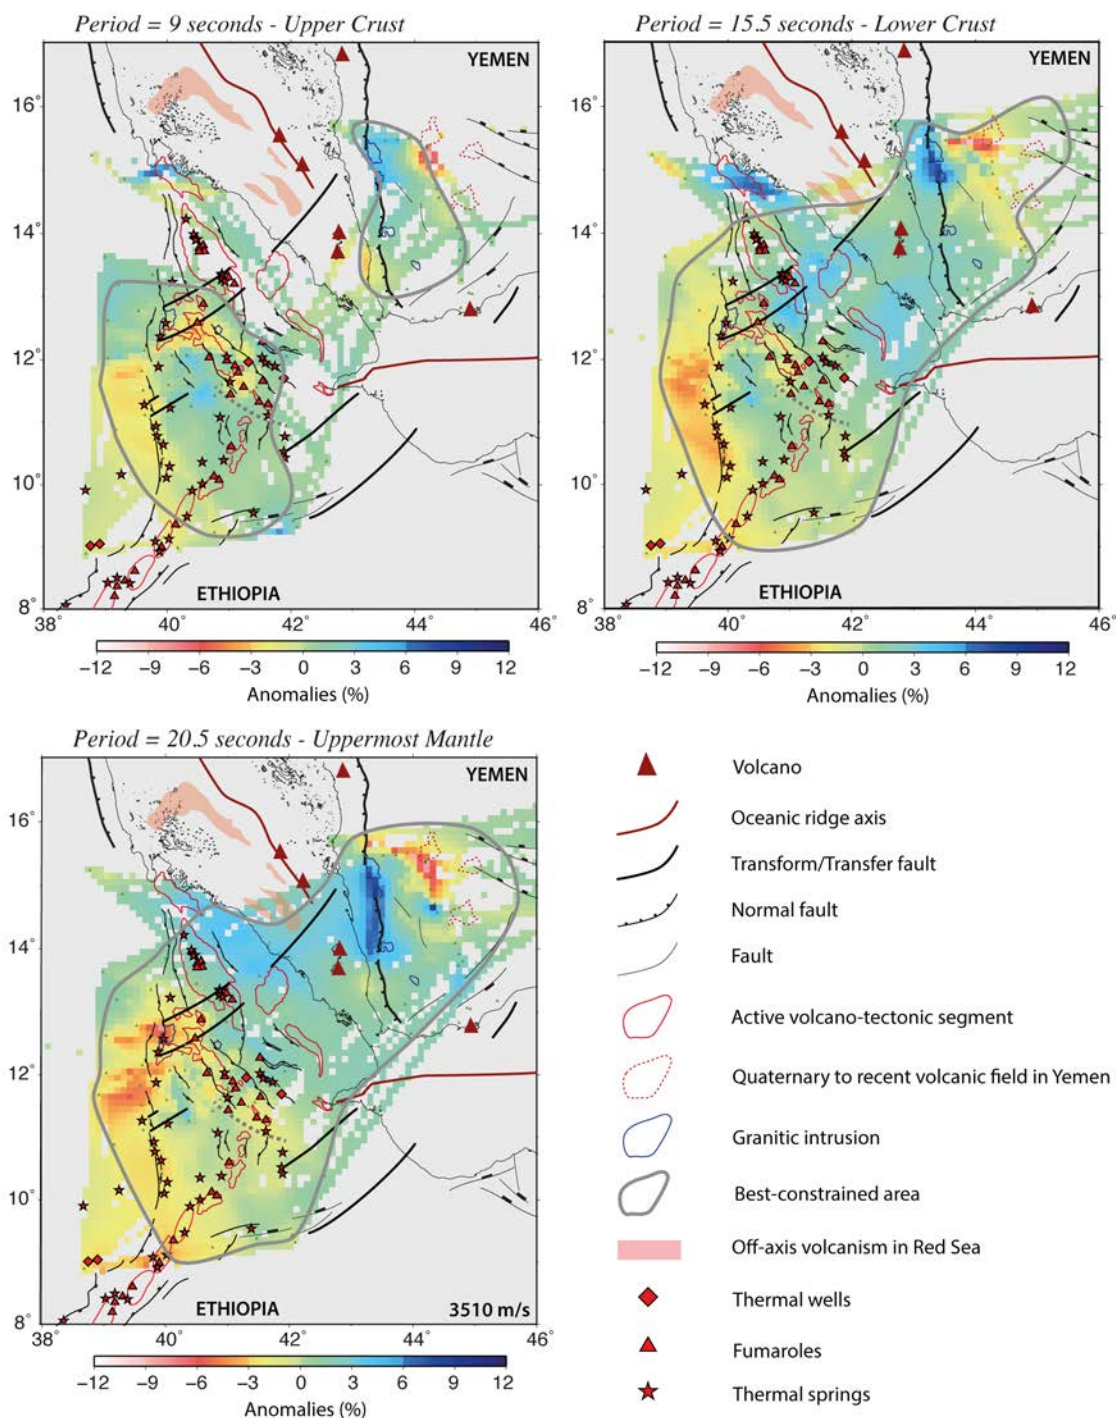 Period = 9 seconds - Upper Crust
YEMEN
16°
14°
12°
10°
8°
ETHIOPIA
38° 40° 42° 44° 46°
−12 −9 −6 −3 0 3 6 9 12
Anomalies (%)
Period = 15.5 seconds - Lower Crust
YEMEN
16°
14°
12°
10°
8°
ETHIOPIA
38° 40° 42° 44° 46°
−12 −9 −6 −3 0 3 6 9 12
Anomalies (%)
Period = 20.5 seconds - Uppermost Mantle
YEMEN
16°
14°
12°
10°
8°
ETHIOPIA
3510 m/s
38° 40° 42° 44° 46°
−12 −9 −6 −3 0 3 6 9 12
Anomalies (%)
Volcano
Oceanic ridge axis
Transform/Transfer fault
Normal fault
Fault
Active volcano-tectonic segment
Quaternary to recent volcanic field in Yemen
Granitic intrusion
Best-constrained area
Off-axis volcanism in Red Sea
Thermal wells
Fumaroles
Thermal springs